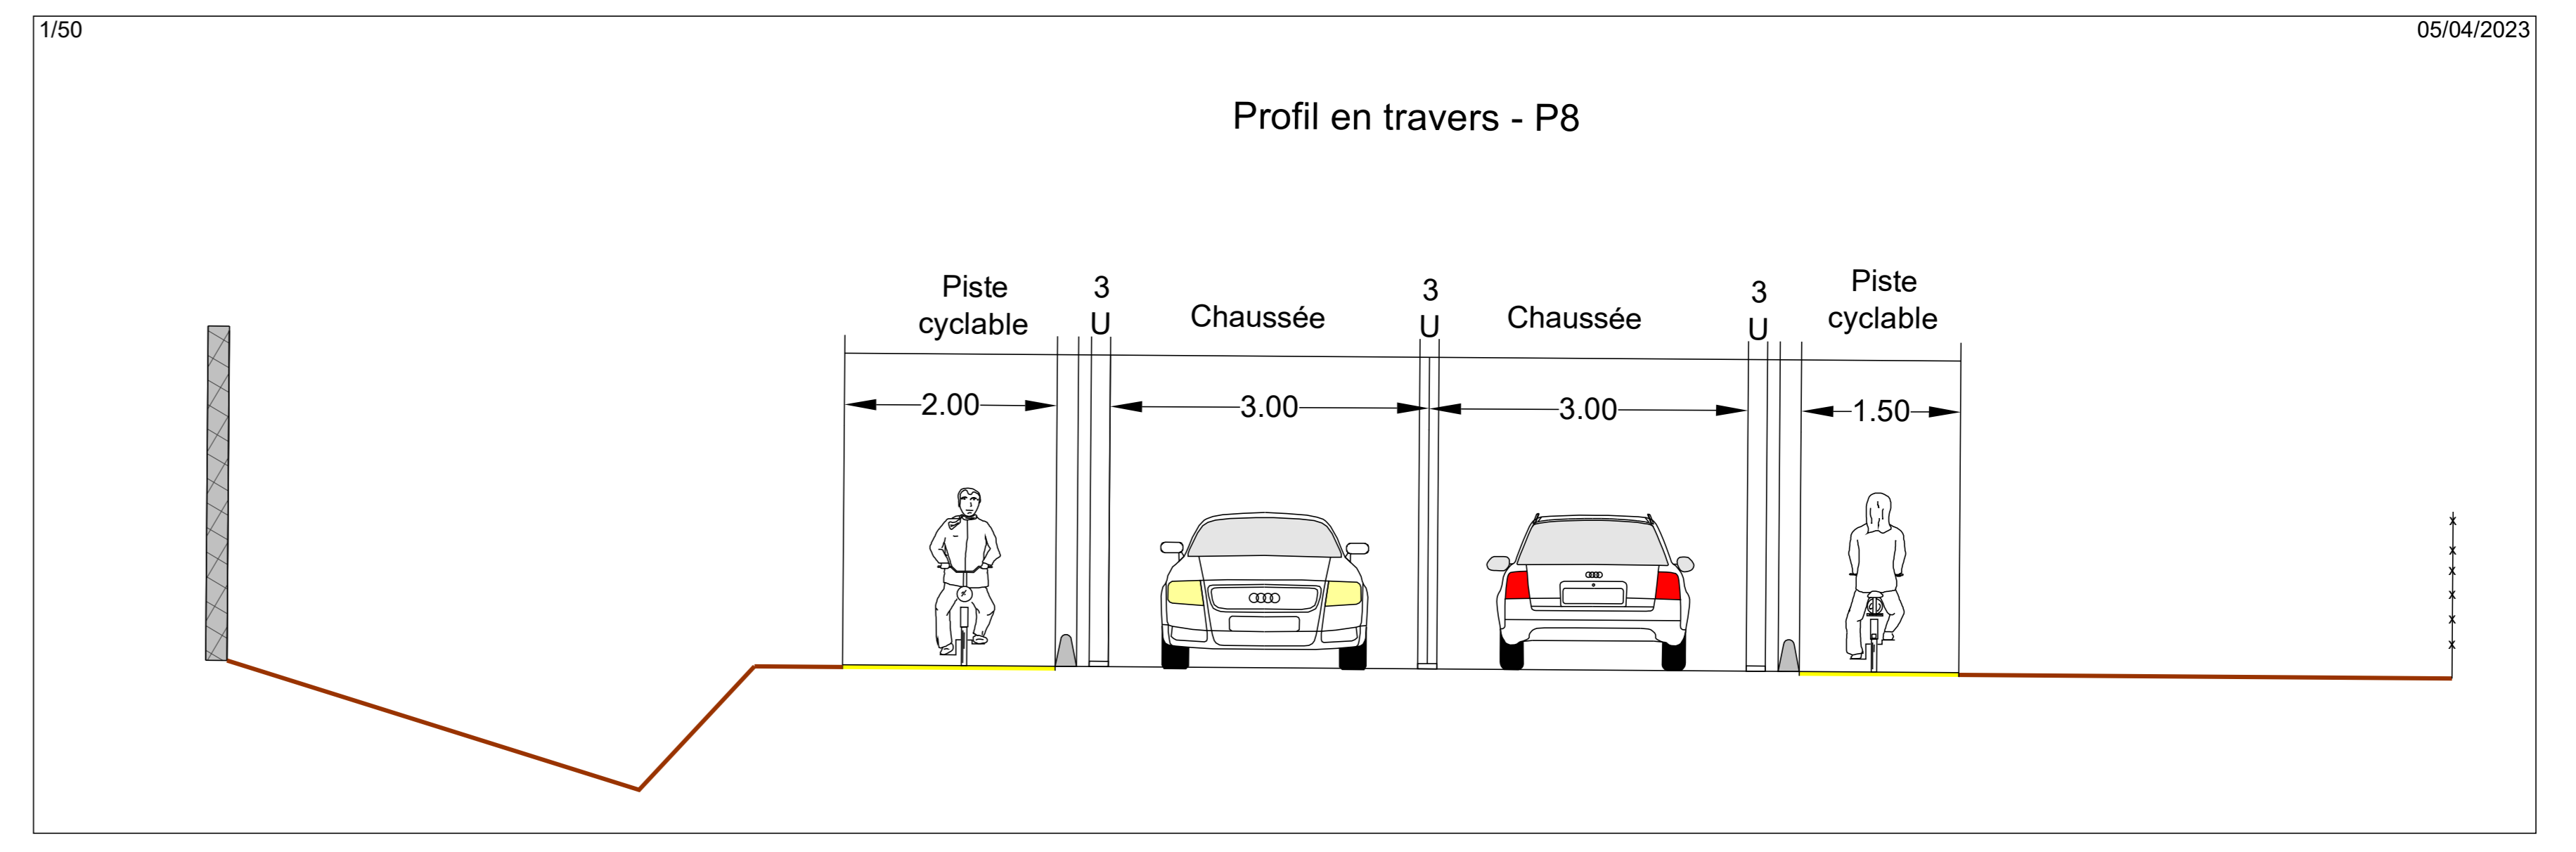 1/50
05/04/2023
Profil en travers - P8
Piste
cyclable
3
U
Chaussée
3
U
Chaussée
3
U
Piste
cyclable
2.00
3.00
3.00
1.50